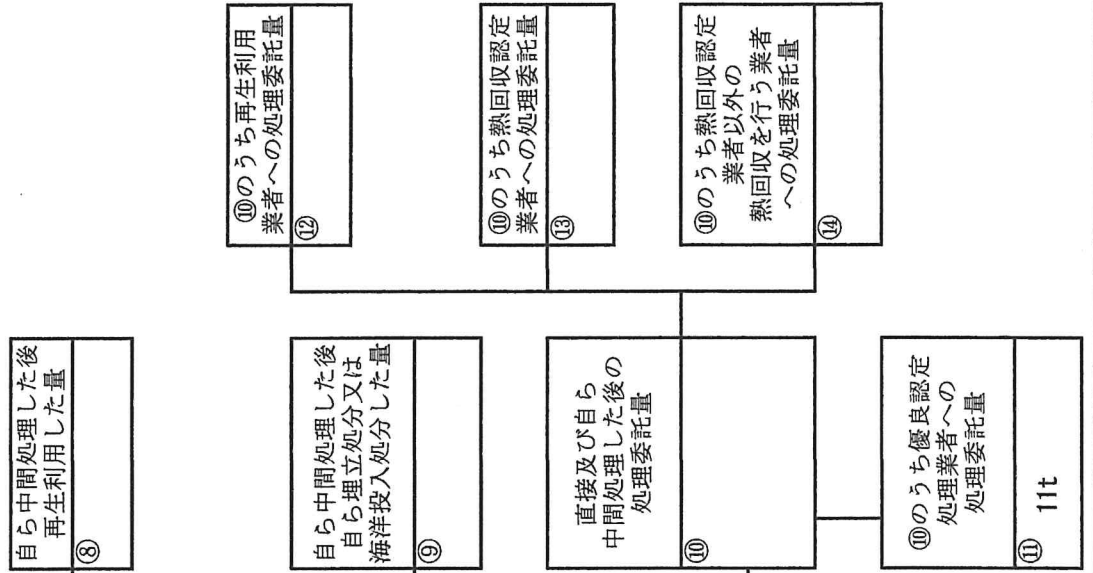 自ら中間処理した後
再生利用した量
⑧
自ら中間処理した後
自ら埋立処分又は
海洋投入処分した量
⑨
直接及び自ら
中間処理した後の
処理委託量
⑩
⑩のうち優良認定
処理業者への
処理委託量
⑪
11t
⑩のうち再生利用
業者への処理委託量
⑫
⑩のうち熱回収認定
業者への処理委託量
⑬
⑩のうち熱回収認定
業者以外の
熱回収を行う業者
への処理委託量
⑭